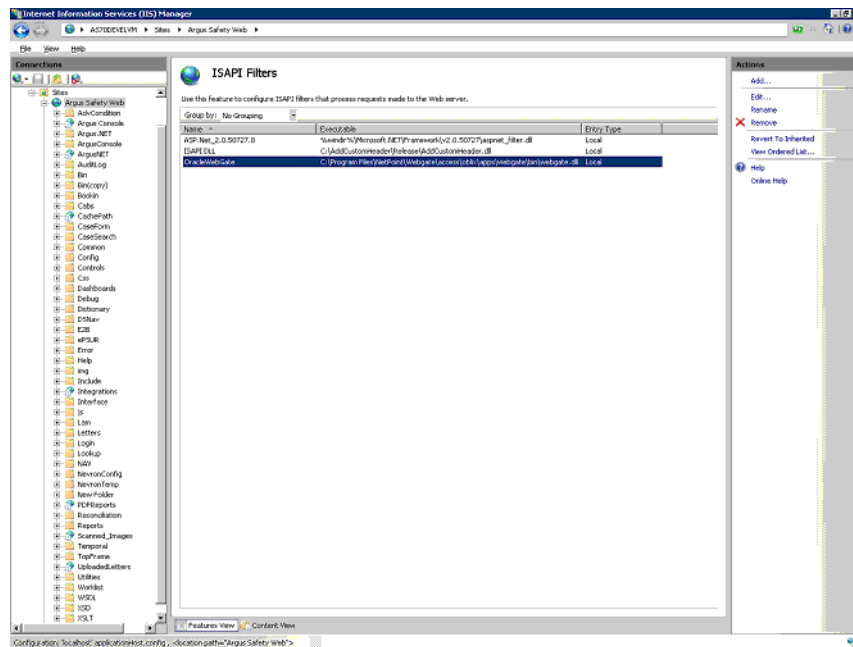 Internet Information Services (IIS) Manager
AS70DEVELVM Sites Argus Safety Web
File View Help
Connections
Sites
Argus Safety Web
AdvCondition
Argus Console
Argus.NET
ArgusConsole
ArgusNET
AuditLog
Bin
Bin(copy)
Bookin
Cabs
CachePath
CaseForm
CaseSearch
Common
Config
Controls
Css
Dashboards
Debug
Dictionary
DSNav
E2B
ePSUR
Error
Help
img
Include
Integrations
Interface
js
Lam
Letters
Login
Lookup
NAV
NevronConfig
NevronTemp
New Folder
PDFReports
Reconciliation
Reports
Scanned_Images
Temporal
TopFrame
UploadedLetters
Utilities
Worklist
WSDL
XSD
XSLT
ISAPI Filters
Use this feature to configure ISAPI filters that process requests made to the Web server.
Group by: No Grouping
Name Executable Entry Type
ASP.Net_2.0.50727.0 %windir%\Microsoft.NET\Framework\v2.0.50727\aspnet_filter.dll Local
ISAPI DLL C:\AddCustomHeader\Release\AddCustomHeader.dll Local
OracleWebGate C:\Program Files\NetPoint\Webgate\access\oblix\apps\webgate\bin\webgate.dll Local
Features View Content View
Actions
Add...
Edit...
Rename
Remove
Revert To Inherited
View Ordered List...
Help
Online Help
Configuration: 'localhost' applicationHost.config , <location path="Argus Safety Web">